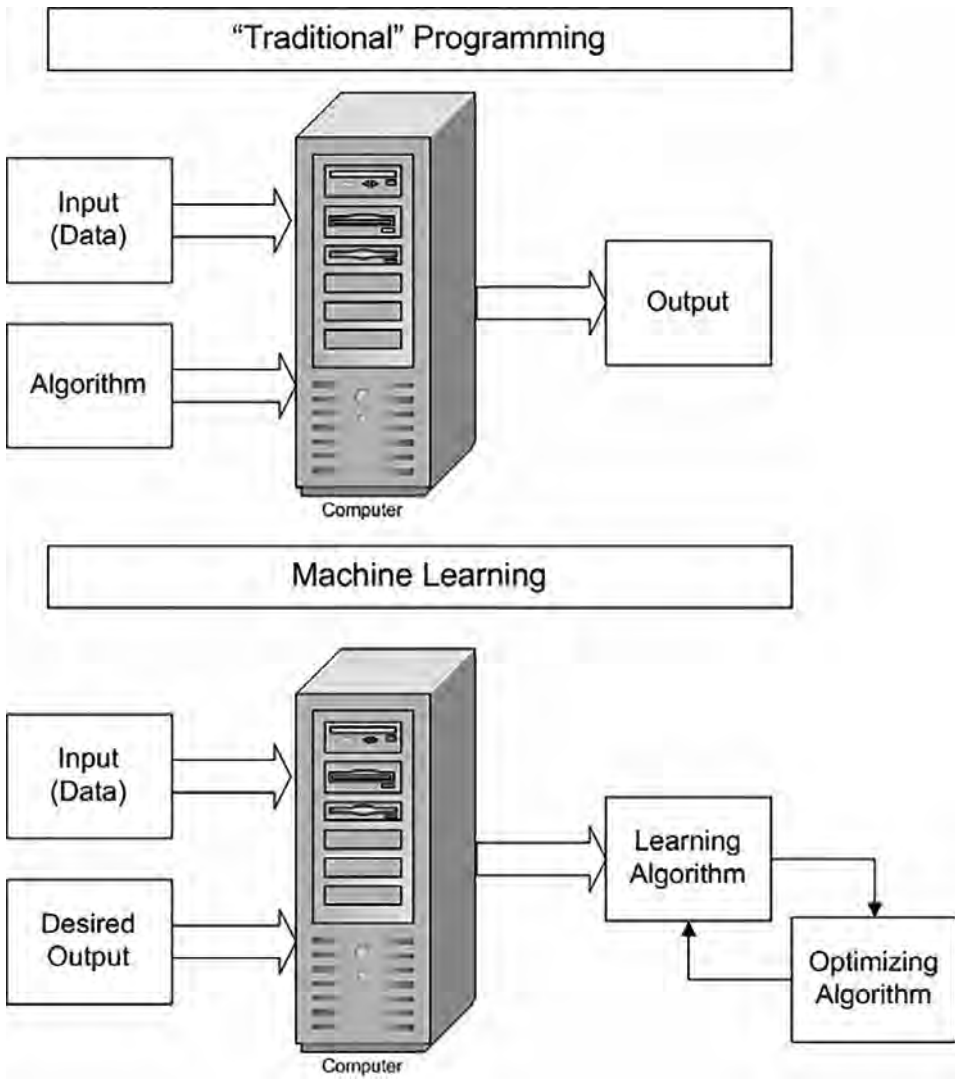 “Traditional” Programming
Input
(Data)
Algorithm
Output
Computer
Machine Learning
Input
(Data)
Desired
Output
Learning
Algorithm
Optimizing
Algorithm
Computer